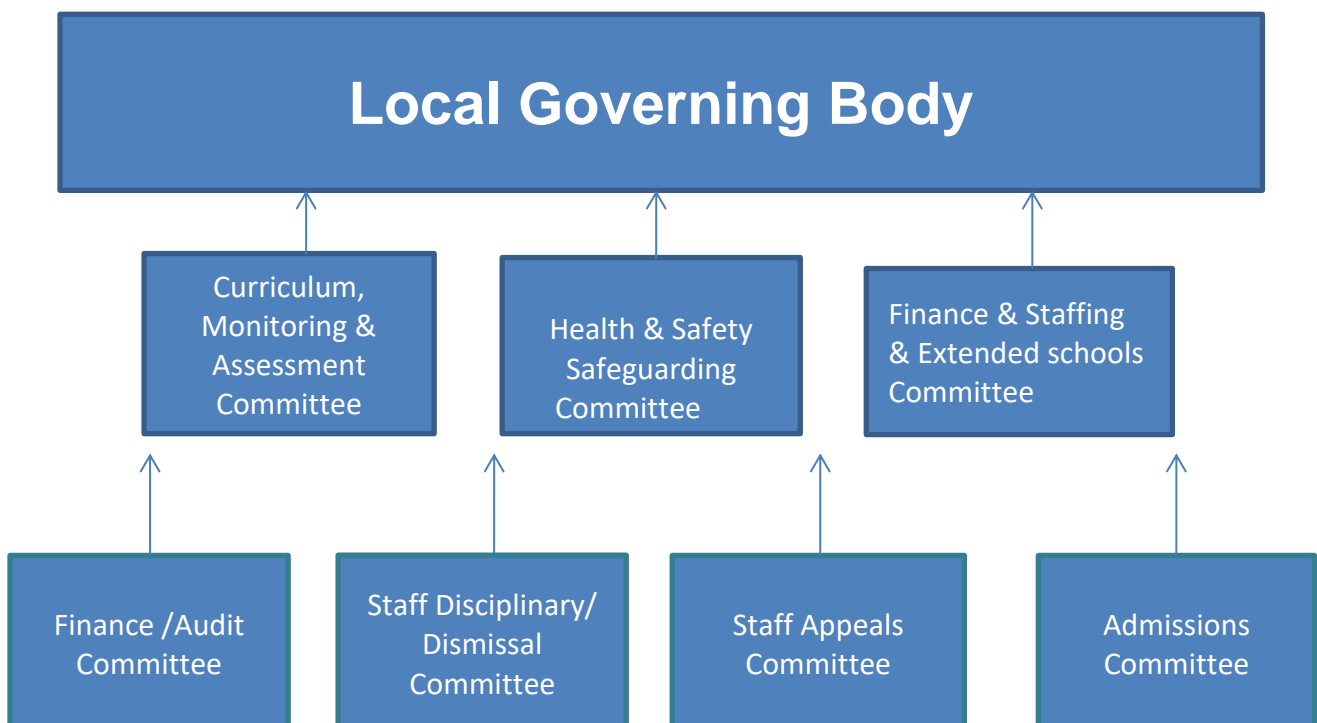 Local Governing Body
Curriculum,
Monitoring &
Assessment
Committee
Health & Safety
Safeguarding
Committee
Finance & Staffing
& Extended schools
Committee
Finance /Audit
Committee
Staff Disciplinary/
Dismissal
Committee
Staff Appeals
Committee
Admissions
Committee